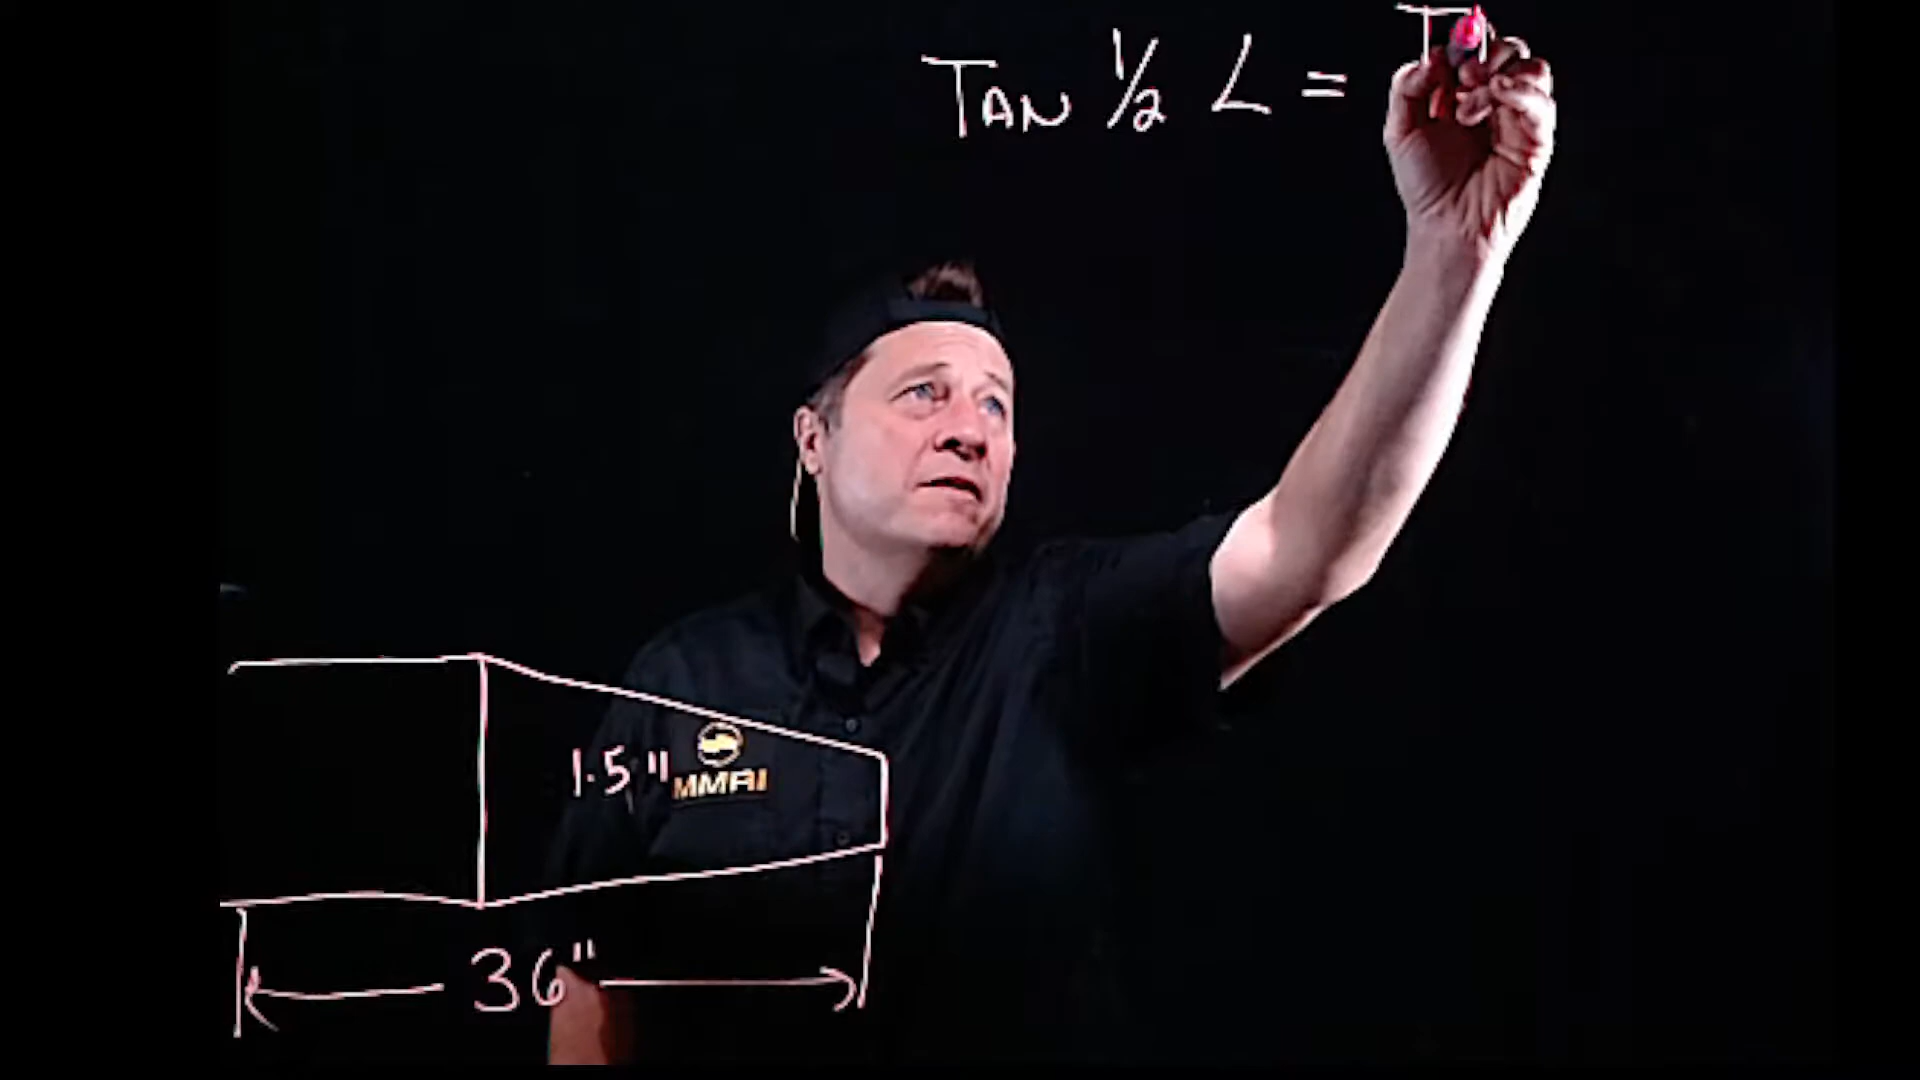 TAN 1/2 ∠ =
1.5"
MMRI
36"